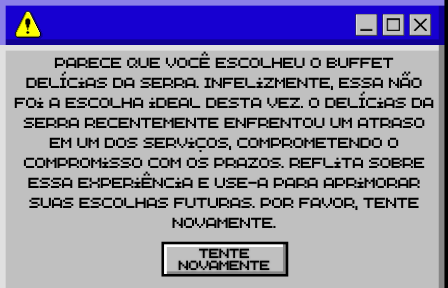 PARECE QUE VOCÊ ESCOLHEU O BUFFET
DELÍCIAS DA SERRA. INFELIZMENTE, ESSA NÃO
FOI A ESCOLHA IDEAL DESTA VEZ. O DELÍCIAS DA
SERRA RECENTEMENTE ENFRENTOU UM ATRASO
EM UM DOS SERVIÇOS, COMPROMETENDO O
COMPROMISSO COM OS PRAZOS. REFLITA SOBRE
ESSA EXPERIÊNCIA E USE-A PARA APRIMORAR
SUAS ESCOLHAS FUTURAS. POR FAVOR, TENTE
NOVAMENTE.
TENTE
NOVAMENTE